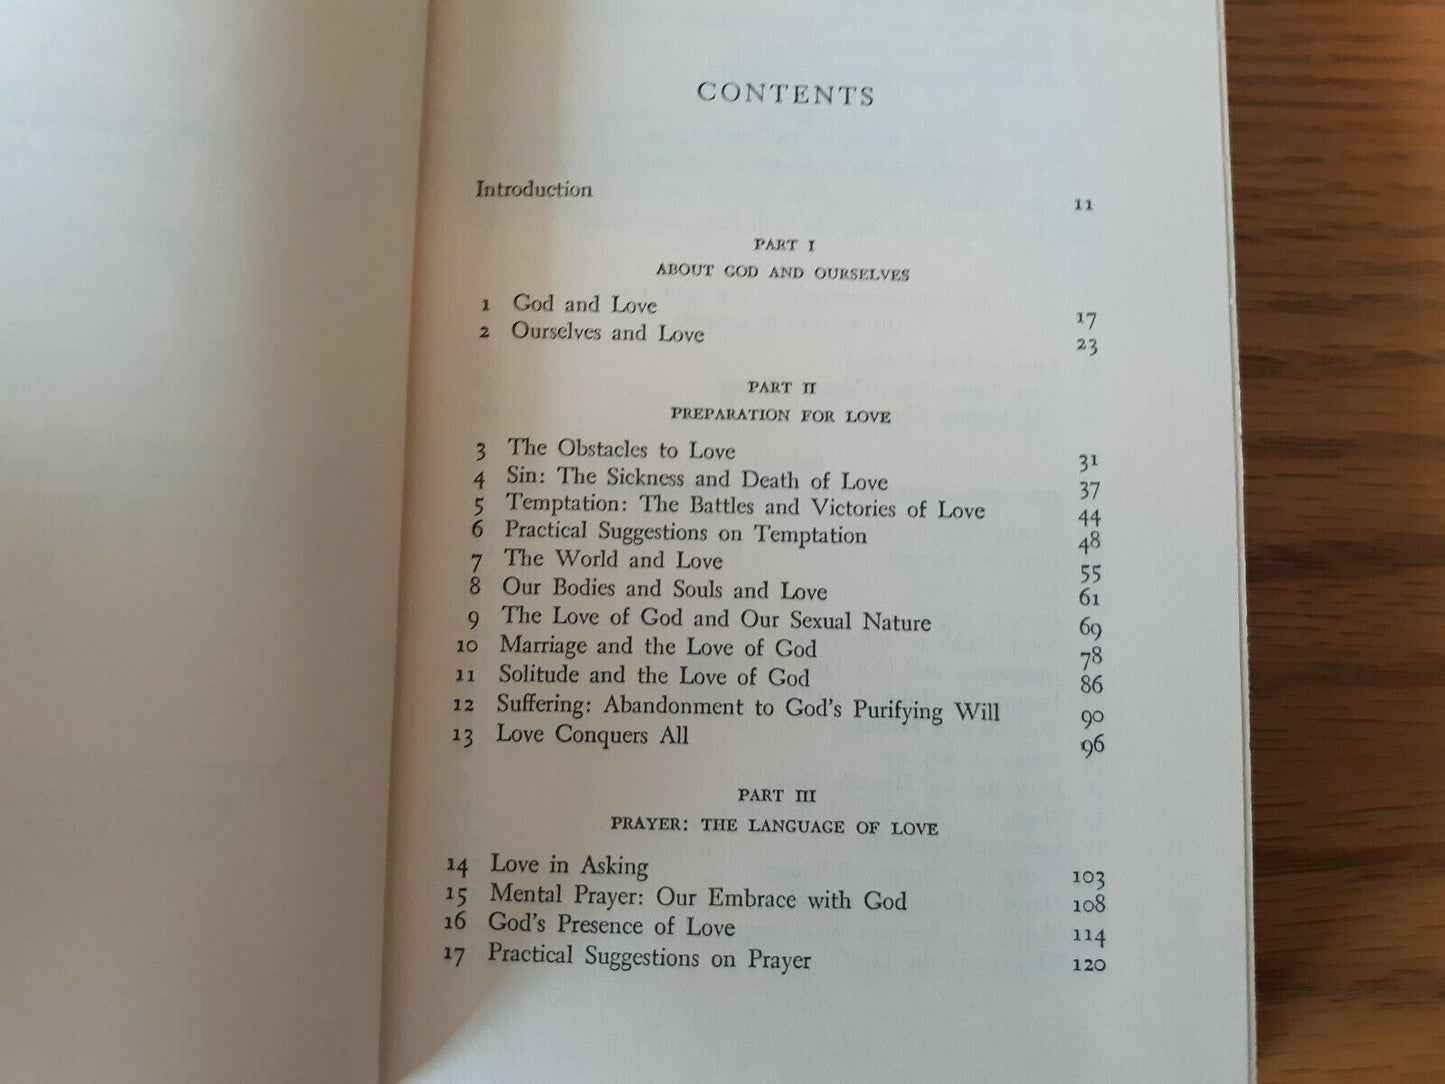 CONTENTS
Introduction 11
PART I
ABOUT GOD AND OURSELVES
1 God and Love 17
2 Ourselves and Love 23
PART II
PREPARATION FOR LOVE
3 The Obstacles to Love 31
4 Sin: The Sickness and Death of Love 37
5 Temptation: The Battles and Victories of Love 44
6 Practical Suggestions on Temptation 48
7 The World and Love 55
8 Our Bodies and Souls and Love 61
9 The Love of God and Our Sexual Nature 69
10 Marriage and the Love of God 78
11 Solitude and the Love of God 86
12 Suffering: Abandonment to God's Purifying Will 90
13 Love Conquers All 96
PART III
PRAYER: THE LANGUAGE OF LOVE
14 Love in Asking 103
15 Mental Prayer: Our Embrace with God 108
16 God's Presence of Love 114
17 Practical Suggestions on Prayer 120